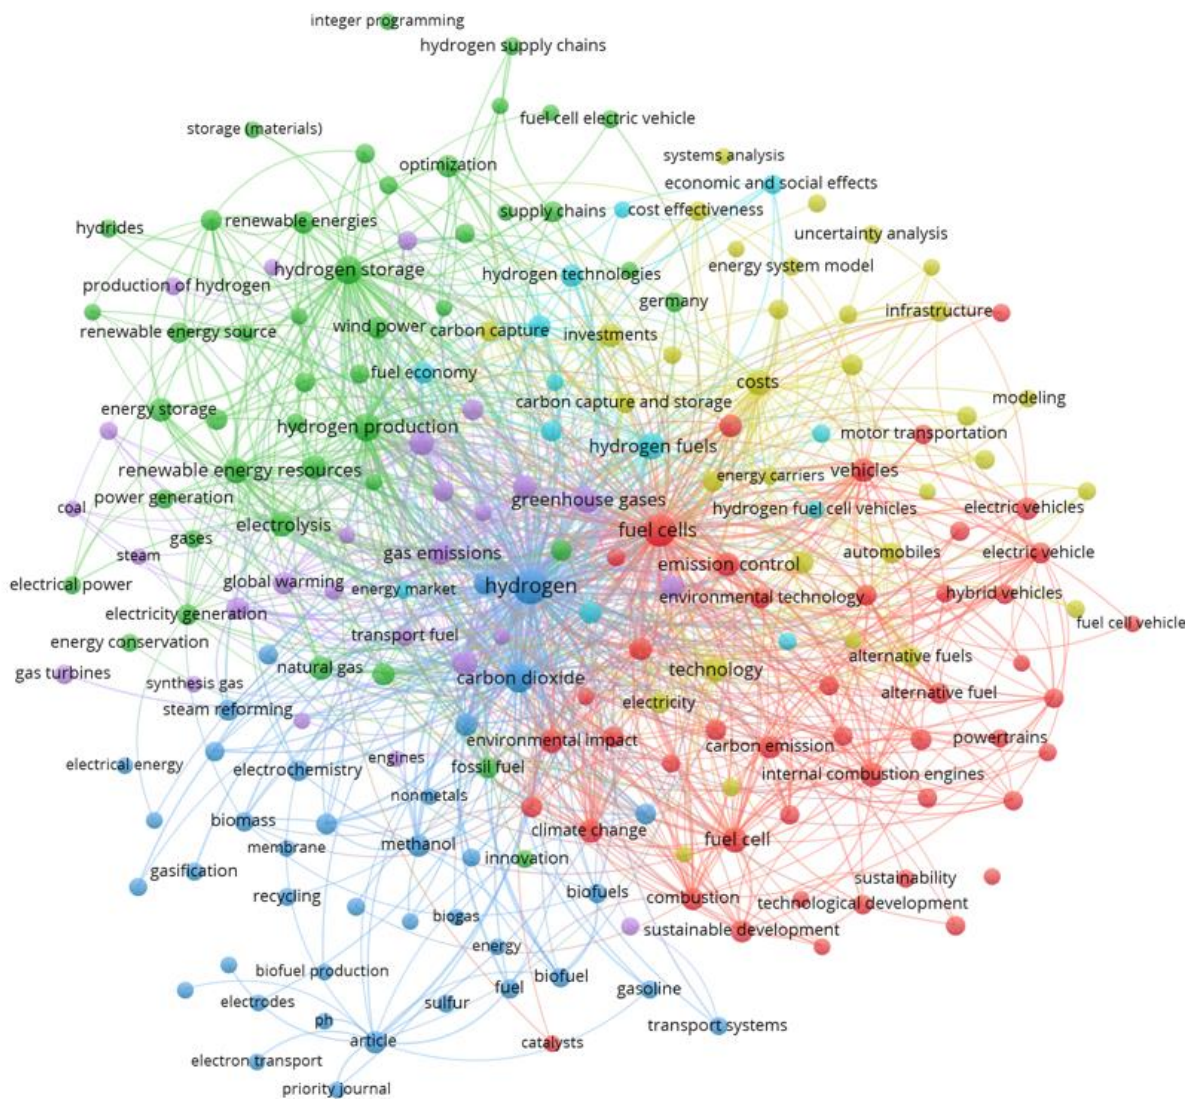 integer programming
hydrogen supply chains
fuel cell electric vehicle
storage (materials)
systems analysis
optimization
economic and social effects
supply chains
cost effectiveness
renewable energies
hydrides
uncertainty analysis
hydrogen storage
hydrogen technologies
energy system model
production of hydrogen
germany
infrastructure
renewable energy source
wind power
carbon capture
investments
fuel economy
costs
modeling
carbon capture and storage
energy storage
hydrogen production
motor transportation
hydrogen fuels
renewable energy resources
energy carriers
vehicles
power generation
greenhouse gases
coal
hydrogen fuel cell vehicles
electric vehicles
electrolysis
fuel cells
gases
steam
gas emissions
automobiles
electric vehicle
emission control
electrical power
global warming
energy market
hydrogen
environmental technology
hybrid vehicles
electricity generation
fuel cell vehicle
energy conservation
transport fuel
alternative fuels
natural gas
technology
gas turbines
synthesis gas
carbon dioxide
alternative fuel
electricity
steam reforming
environmental impact
carbon emission
powertrains
engines
electrical energy
electrochemistry
fossil fuel
internal combustion engines
nonmetals
biomass
climate change
membrane
methanol
fuel cell
innovation
gasification
sustainability
biofuels
recycling
combustion
technological development
biogas
sustainable development
energy
biofuel production
biofuel
fuel
gasoline
electrodes
sulfur
ph
transport systems
article
catalysts
electron transport
priority journal